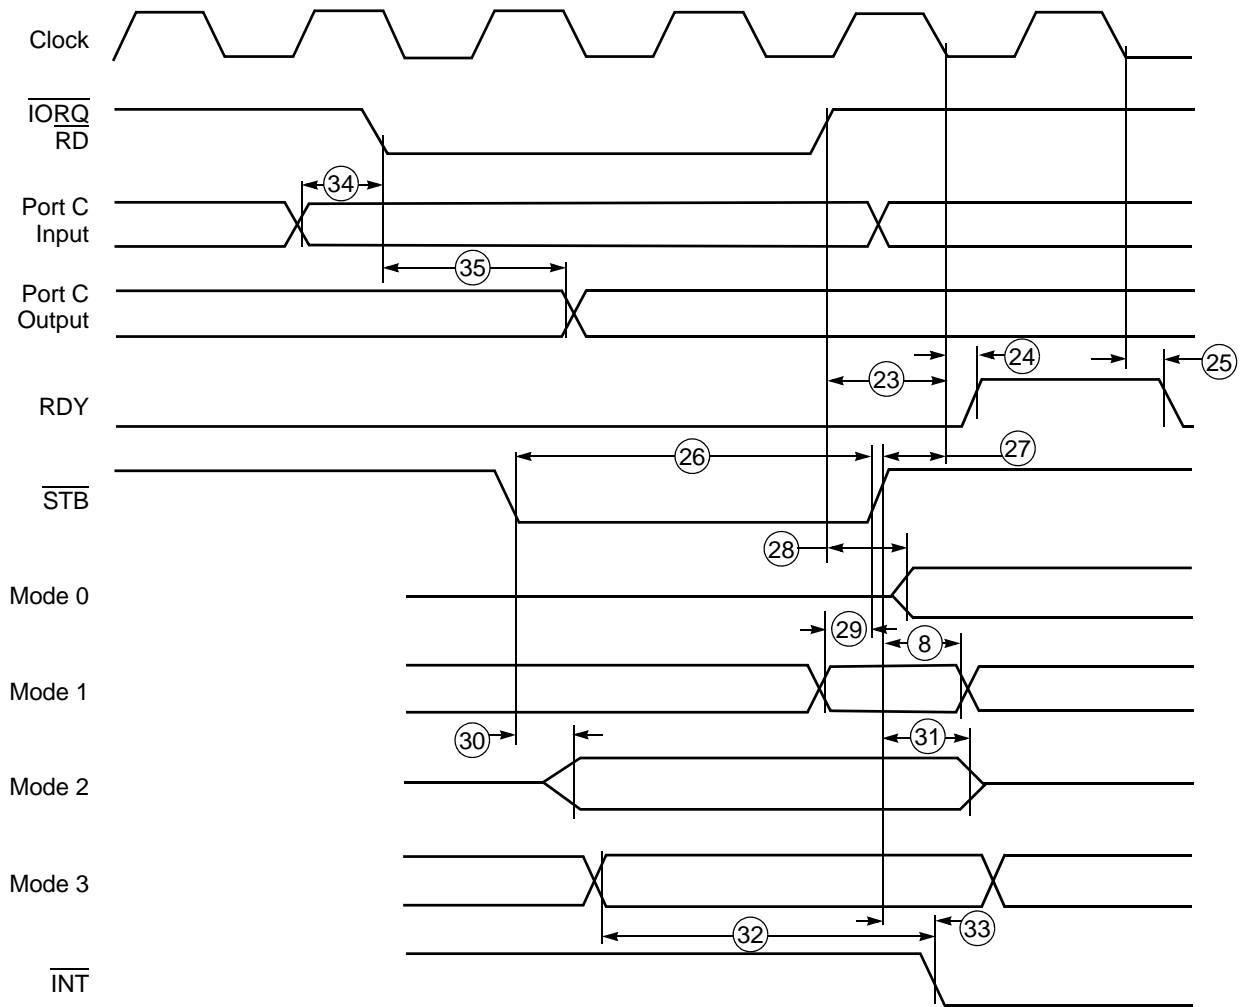 Clock
IORQ
RD
34
Port C
Input
35
Port C
Output
24
25
23
RDY
26
27
STB
28
Mode 0
29
8
Mode 1
30
31
Mode 2
Mode 3
32
33
INT